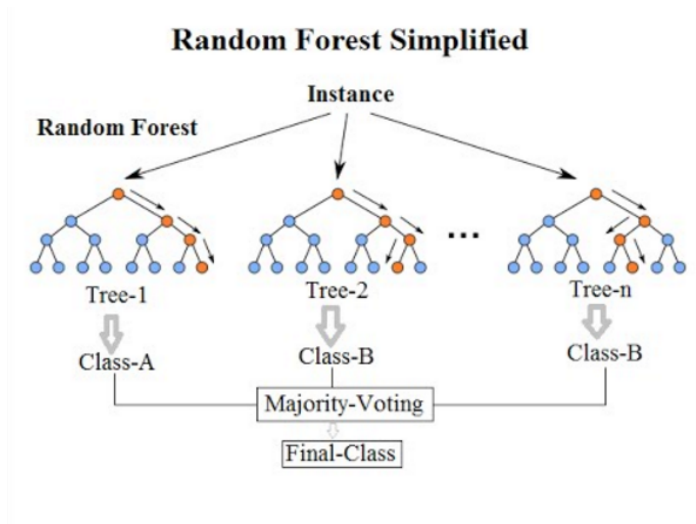 Random Forest Simplified
Instance
Random Forest
...
Tree-1
Tree-2
Tree-n
Class-A
Class-B
Class-B
Majority-Voting
Final-Class